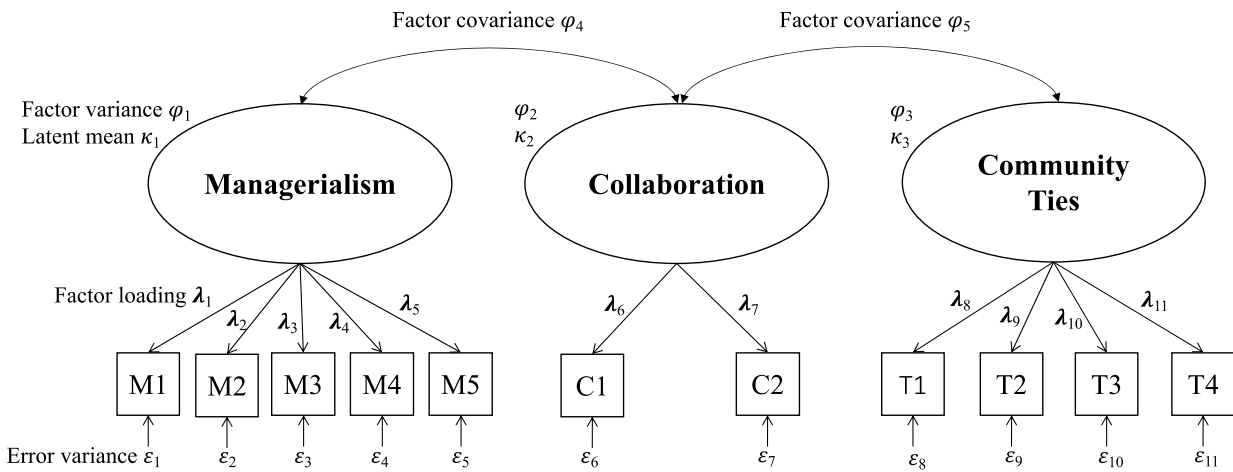 Factor covariance φ₄
Factor covariance φ₅
Factor variance φ₁
Latent mean κ₁
φ₂
κ₂
φ₃
κ₃
Managerialism
Collaboration
Community
Ties
Factor loading λ₁
λ₂
λ₃
λ₄
λ₅
λ₆
λ₇
λ₈
λ₉
λ₁₀
λ₁₁
M1
M2
M3
M4
M5
C1
C2
T1
T2
T3
T4
Error variance ε₁
ε₂
ε₃
ε₄
ε₅
ε₆
ε₇
ε₈
ε₉
ε₁₀
ε₁₁